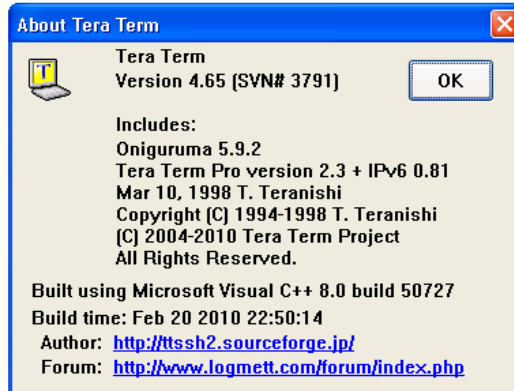 About Tera Term
T
Tera Term
Version 4.65 (SVN# 3791)
OK
Includes:
Oniguruma 5.9.2
Tera Term Pro version 2.3 + IPv6 0.81
Mar 10, 1998 T. Teranishi
Copyright (C) 1994-1998 T. Teranishi
(C) 2004-2010 Tera Term Project
All Rights Reserved.
Built using Microsoft Visual C++ 8.0 build 50727
Build time: Feb 20 2010 22:50:14
Author: http://ttssh2.sourceforge.jp/
Forum: http://www.logmett.com/forum/index.php